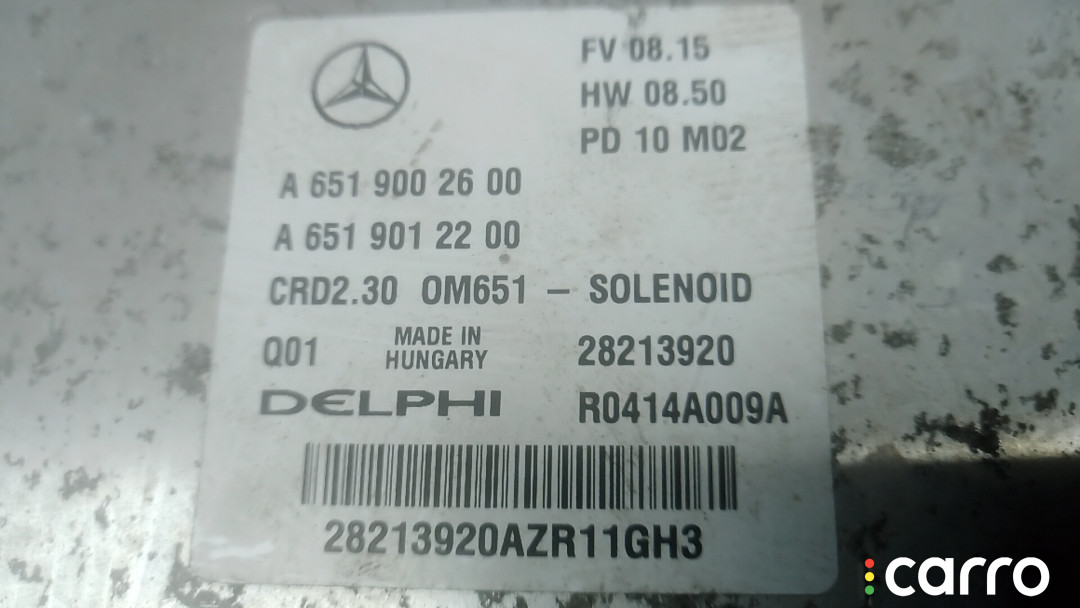 FV 08.15
HW 08.50
PD 10 M02
A 651 900 26 00
A 651 901 22 00
CRD2.30 OM651 – SOLENOID
Q01 MADE IN HUNGARY 28213920
DELPHI R0414A009A
28213920AZR11GH3
carro